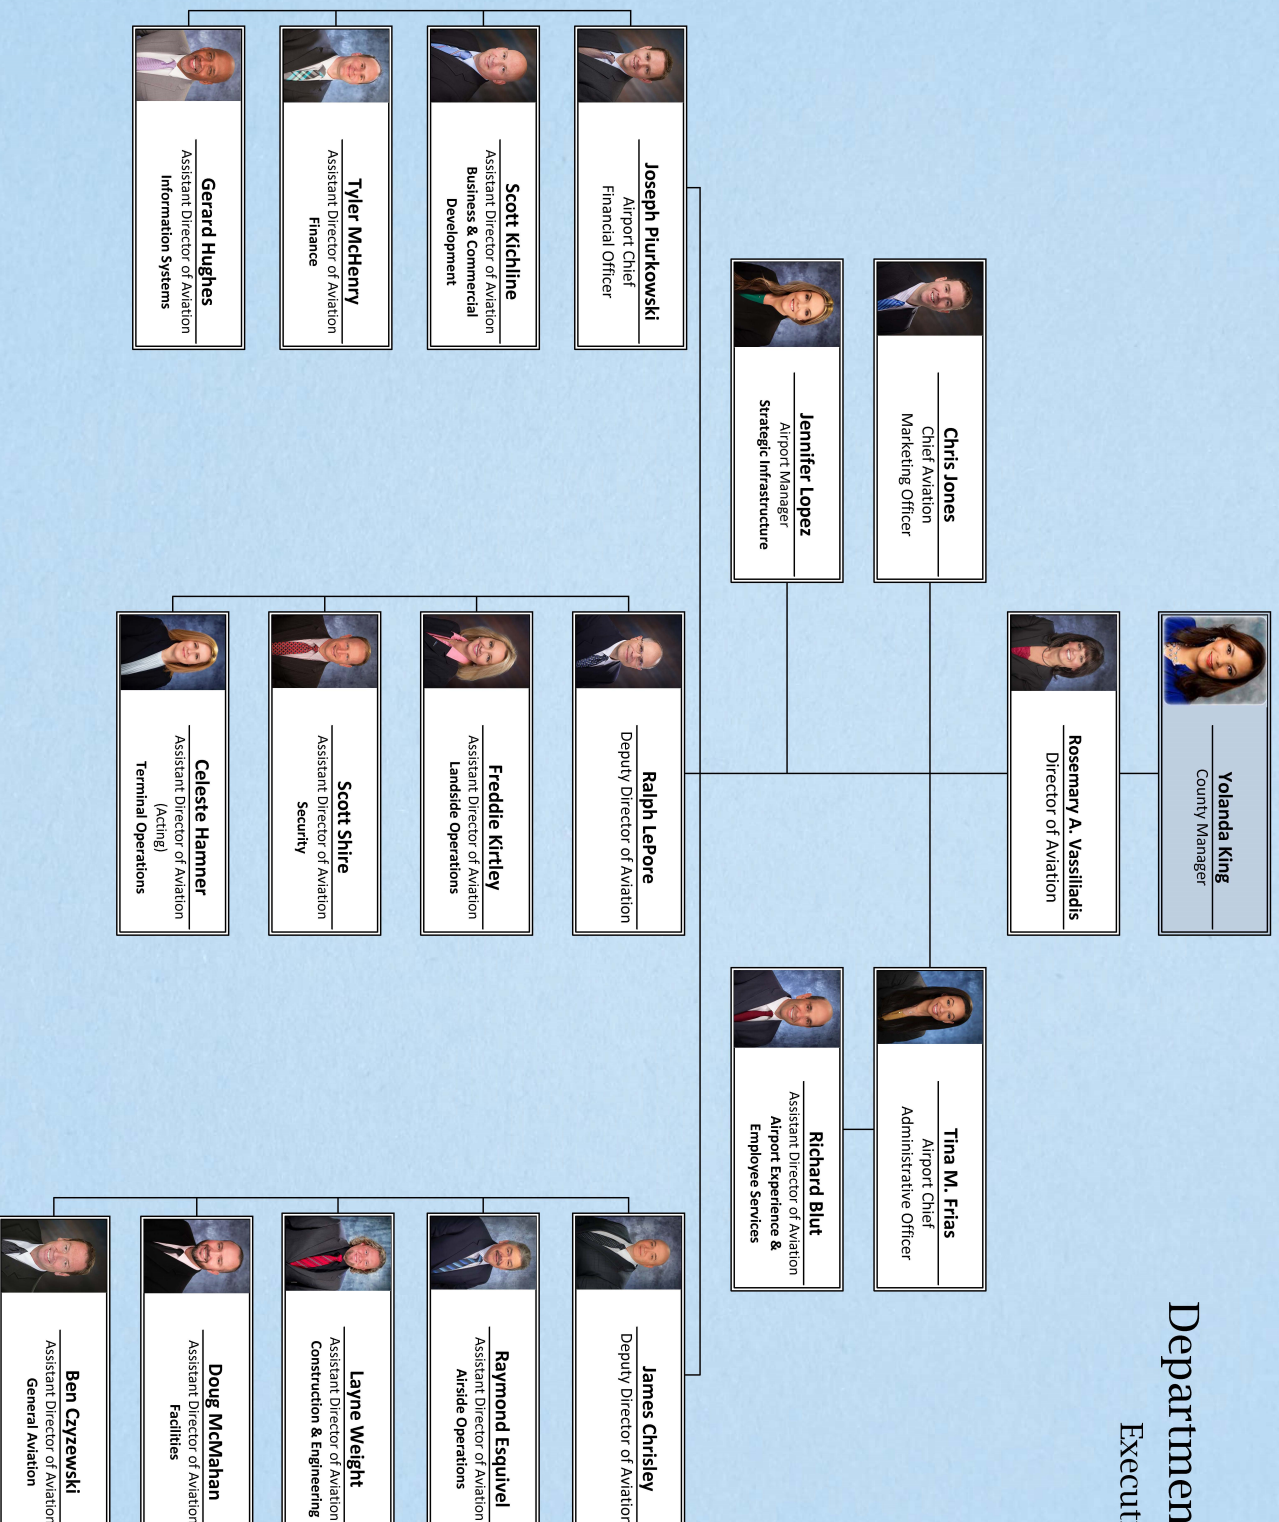 Departmen
Execut
Yolanda King
County Manager
Rosemary A. Vassiliadis
Director of Aviation
Chris Jones
Chief Aviation
Marketing Officer
Tina M. Frias
Airport Chief
Administrative Officer
Jennifer Lopez
Airport Manager
Strategic Infrastructure
Richard Blut
Assistant Director of Aviation
Airport Experience &
Employee Services
Joseph Piurkowski
Airport Chief
Financial Officer
Scott Kichline
Assistant Director of Aviation
Business & Commercial
Development
Tyler McHenry
Assistant Director of Aviation
Finance
Gerard Hughes
Assistant Director of Aviation
Information Systems
Ralph LePore
Deputy Director of Aviation
Freddie Kirtley
Assistant Director of Aviation
Landside Operations
Scott Shire
Assistant Director of Aviation
Security
Celeste Hamner
Assistant Director of Aviation
(Acting)
Terminal Operations
James Chrisley
Deputy Director of Aviation
Raymond Esquivel
Assistant Director of Aviation
Airside Operations
Layne Weight
Assistant Director of Aviation
Construction & Engineering
Doug McMahan
Assistant Director of Aviation
Facilities
Ben Czyzewski
Assistant Director of Aviation
General Aviation